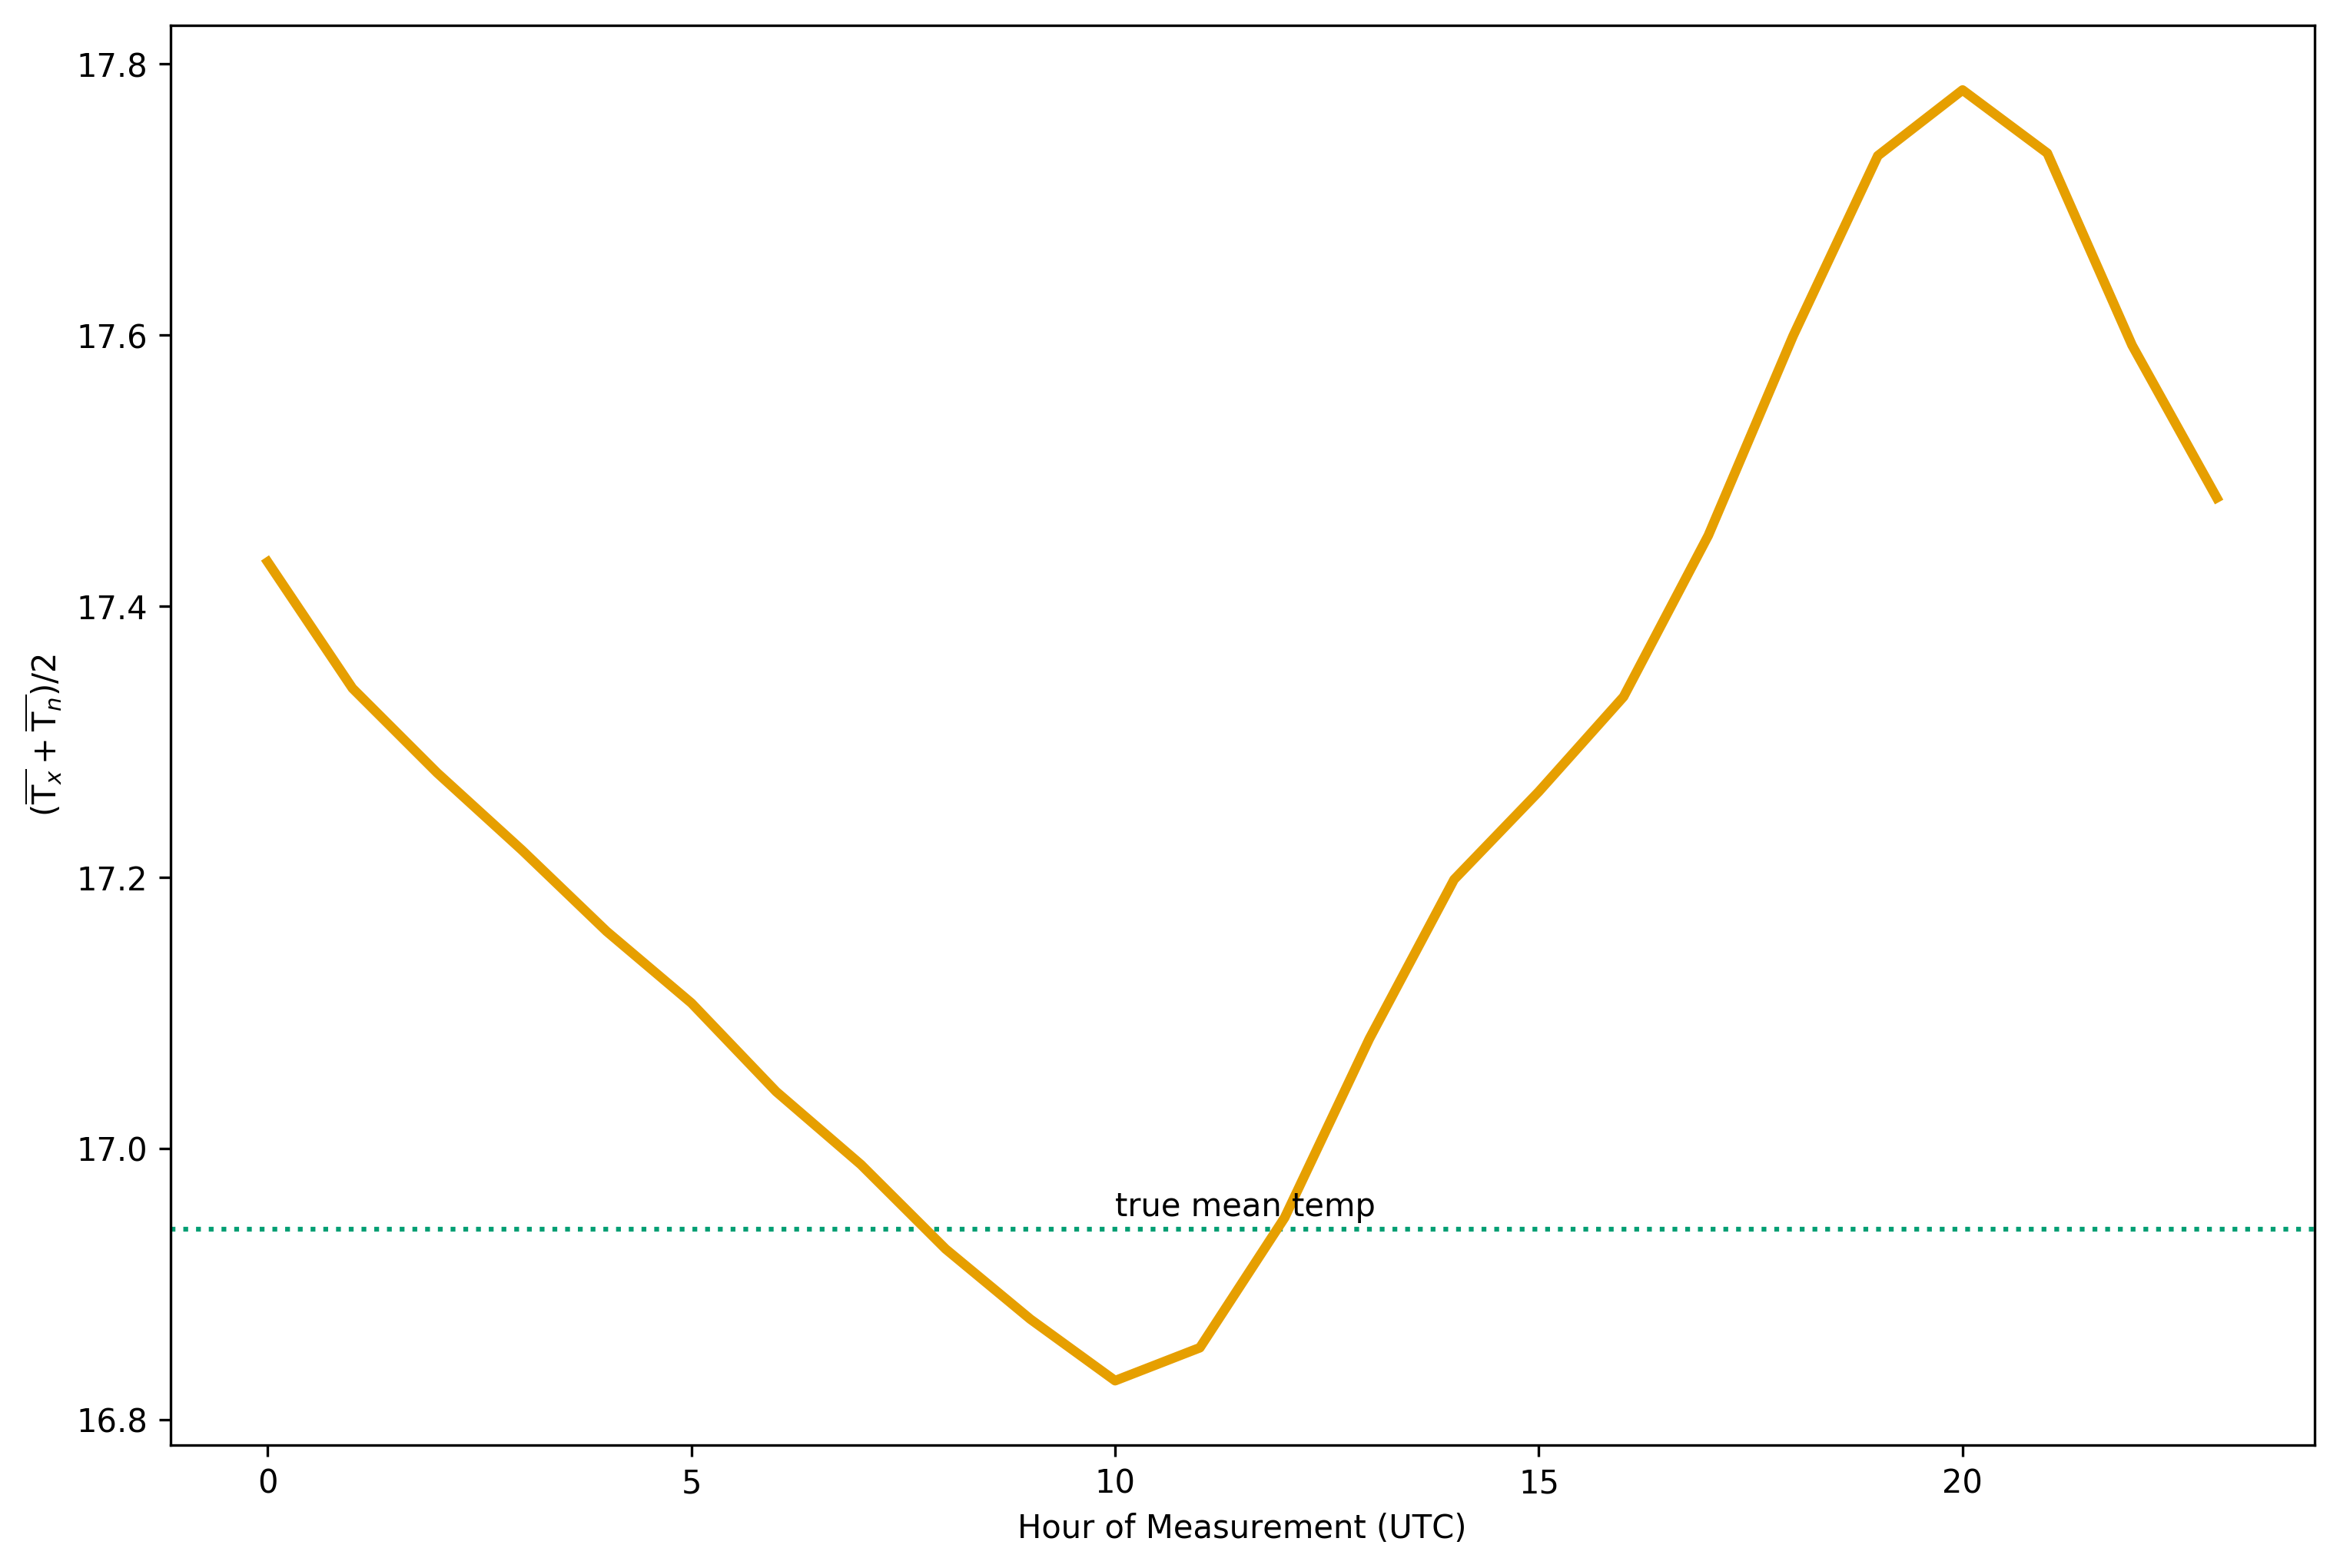 17.8
17.6
17.4
17.2
17.0
16.8
(T̅ₓ + T̅ₙ)/2
true mean temp
0 5 10 15 20
Hour of Measurement (UTC)